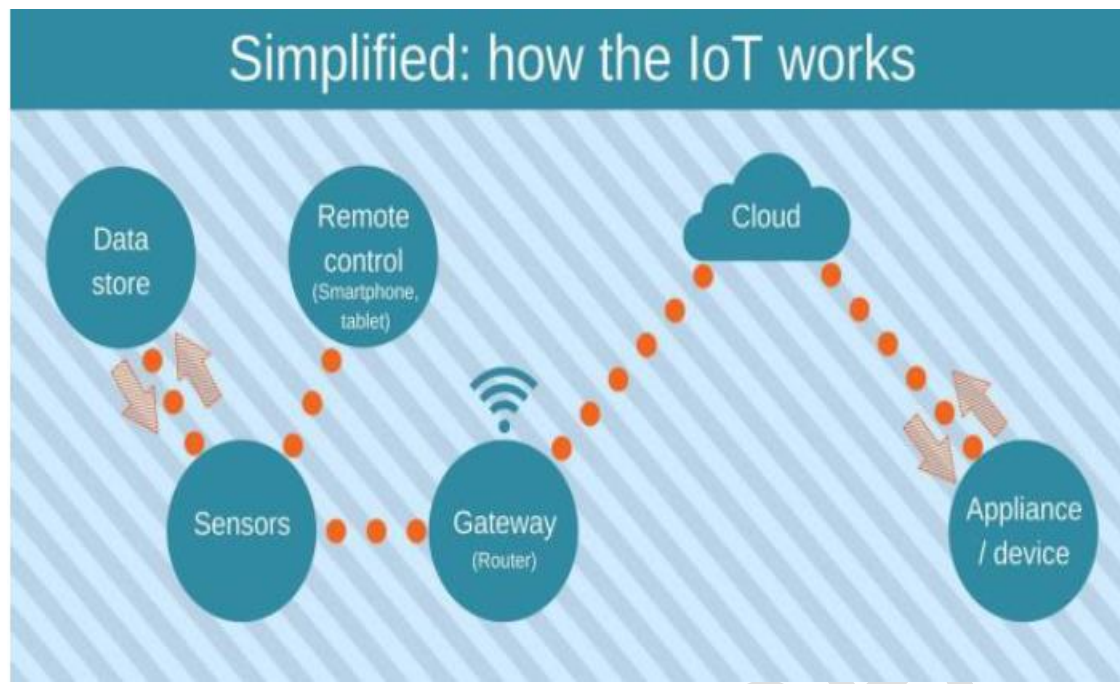 Simplified: how the IoT works
Data
store
Remote
control
(Smartphone,
tablet)
Cloud
Sensors
Gateway
(Router)
Appliance
/ device